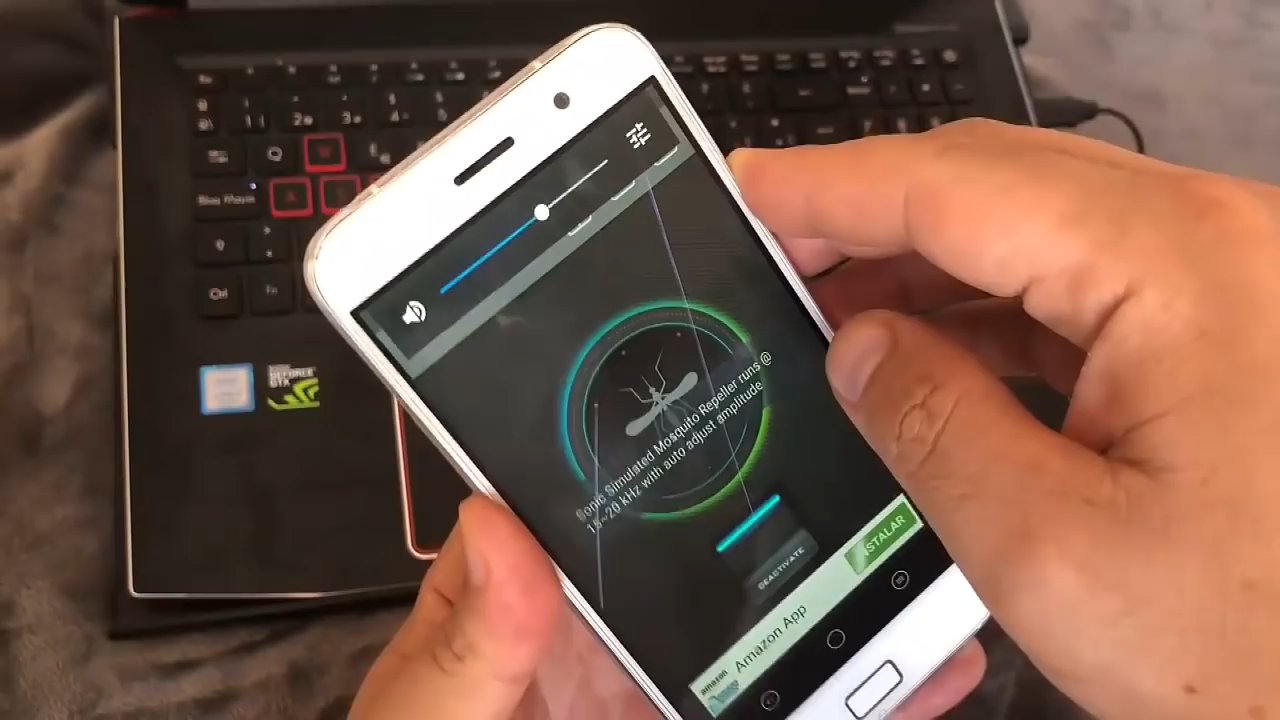 Q
W
Bloq Mayús
Ctrl
Fn
GEFORCE
GTX
Sonic Simulated Mosquito Repeller runs @
15~20 kHz with auto adjust amplitude
DEACTIVATE
INSTALAR
Amazon App
amazon